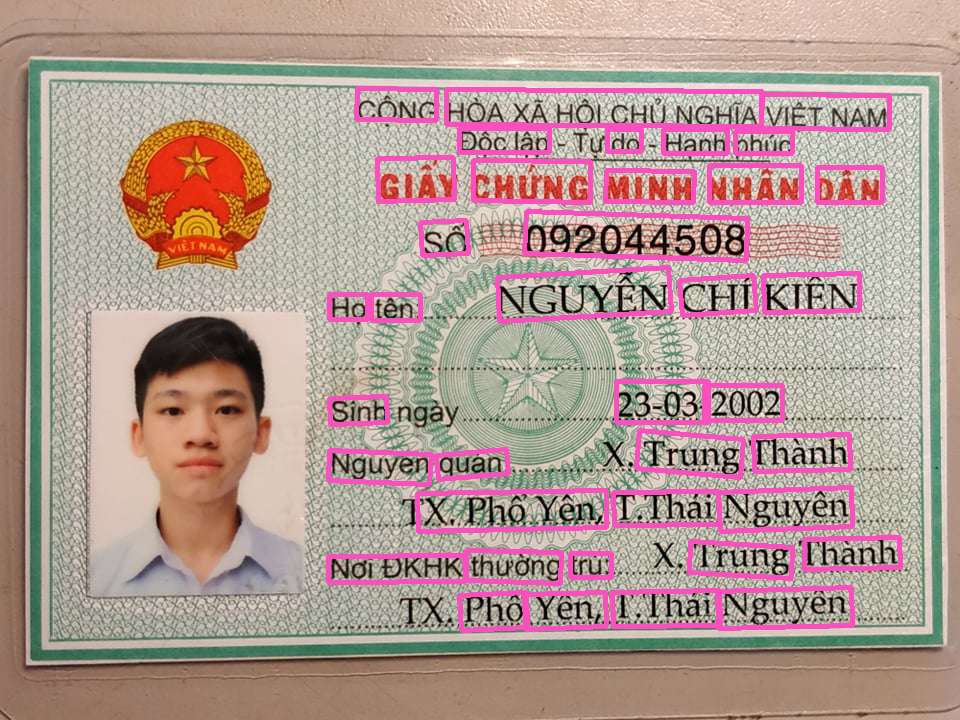 CỘNG HÒA XÃ HỘI CHỦ NGHĨA VIỆT NAM
Độc lập - Tự do - Hạnh phúc
GIẤY CHỨNG MINH NHÂN DÂN
SỐ 092044508
VIỆT NAM
Họ tên NGUYỄN CHÍ KIÊN
Sinh ngày 23-03-2002
Nguyên quán X. Trung Thành
TX. Phổ Yên, T.Thái Nguyên
Nơi ĐKHK thường trú: X. Trung Thành
TX. Phổ Yên, T.Thái Nguyên